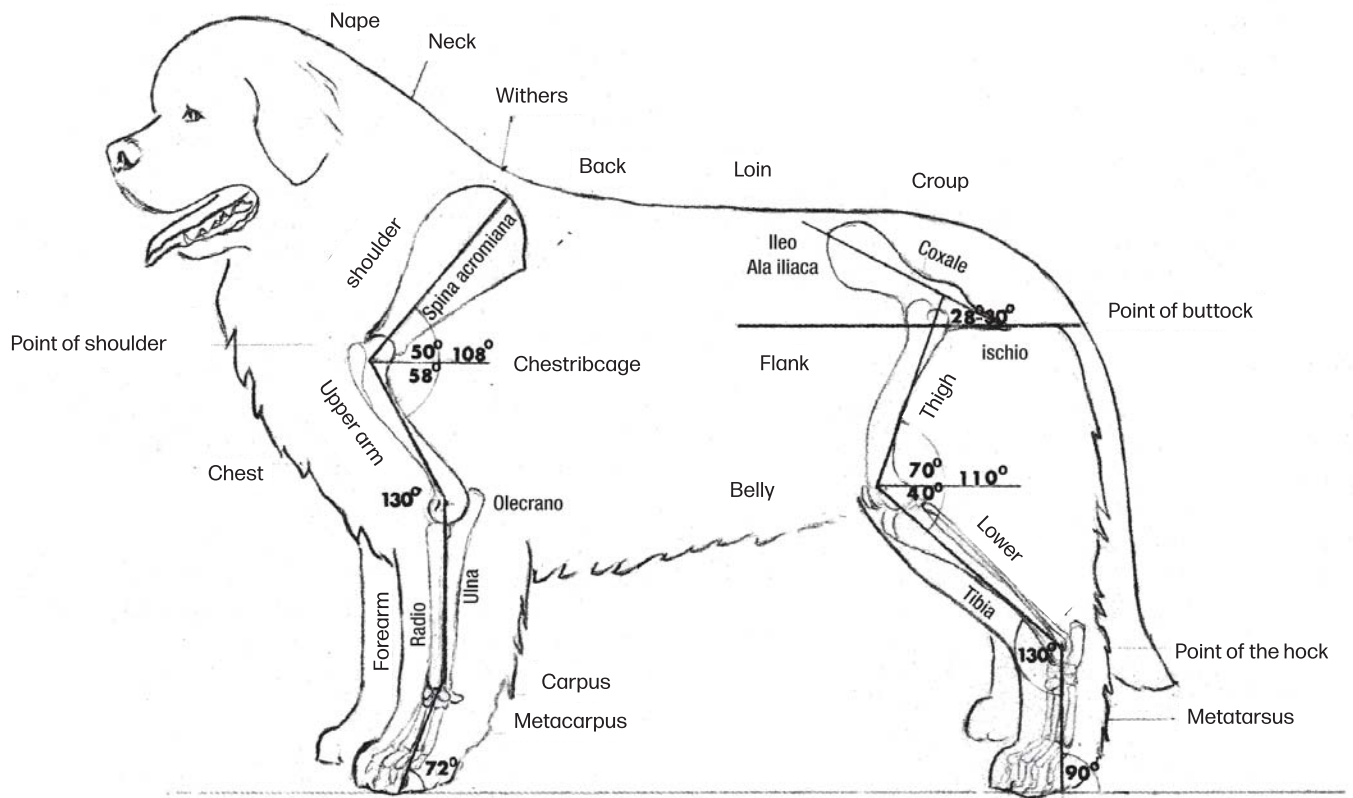 Nape
Neck
Withers
Back
Loin
Croup
shoulder
Spina acromiana
Ileo
Ala iliaca
Coxale
Point of shoulder
50° 108°
58°
Chestribcage
28°-30°
Point of buttock
ischio
Flank
Upper arm
Thigh
Chest
130°
Olecrano
Belly
70° 110°
40°
Lower
Tibia
Forearm
Radio
Ulna
130°
Point of the hock
Carpus
Metacarpus
Metatarsus
72°
90°